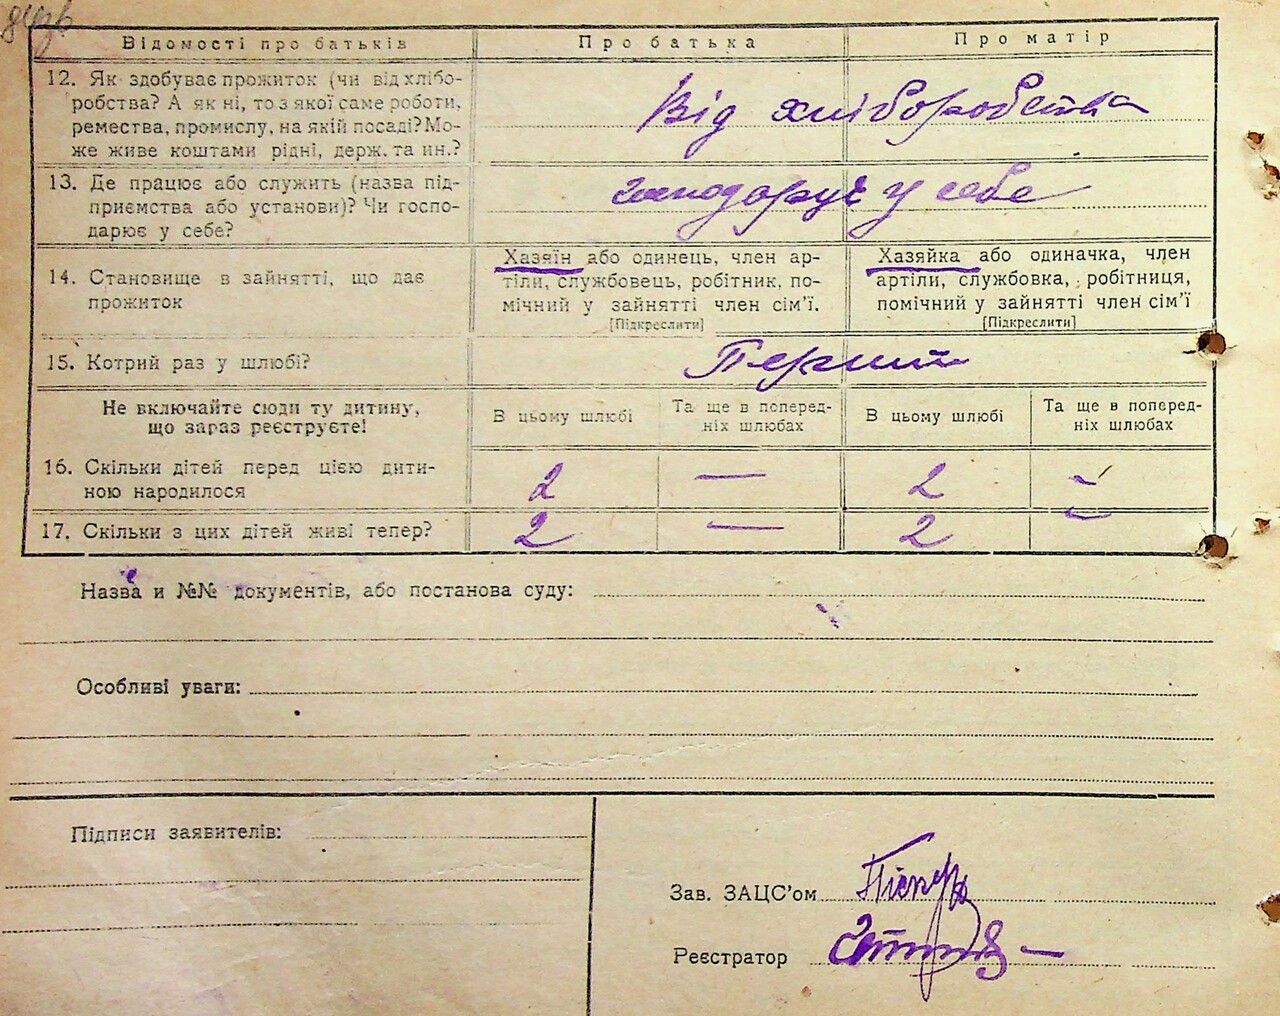 Відомості про батьків
Про батька
Про матір
12. Як здобуває прожиток (чи від хлібо-
робства? А як ні, то з якої саме роботи,
ремества, промислу, на якій посаді? Мо-
же живе коштами рідні, держ. та ин.?
Від хліборобства
13. Де працює або служить (назва під-
приємства або установи)? Чи госпо-
дарює у себе?
господарує у себе
14. Становище в зайнятті, що дає
прожиток
Хазяїн або одинець, член ар-
тіли, службовець, робітник, по-
мічний у зайнятті член сім'ї.
[Підкреслити]
Хазяйка або одиначка, член
артіли, службовка, робітниця,
помічний у зайнятті член сім'ї
[Підкреслити]
15. Котрий раз у шлюбі?
Перший
Не включайте сюди ту дитину,
що зараз реєструєте!
В цьому шлюбі
Та ще в поперед-
ніх шлюбах
В цьому шлюбі
Та ще в поперед-
ніх шлюбах
16. Скільки дітей перед цією дити-
ною народилося
2 — 2 —
17. Скільки з цих дітей живі тепер?
2 — 2 —
Назва и №№ документів, або постанова суду:
Особливі уваги:
Підписи заявителів:
Зав. ЗАЦС'ом
Реєстратор